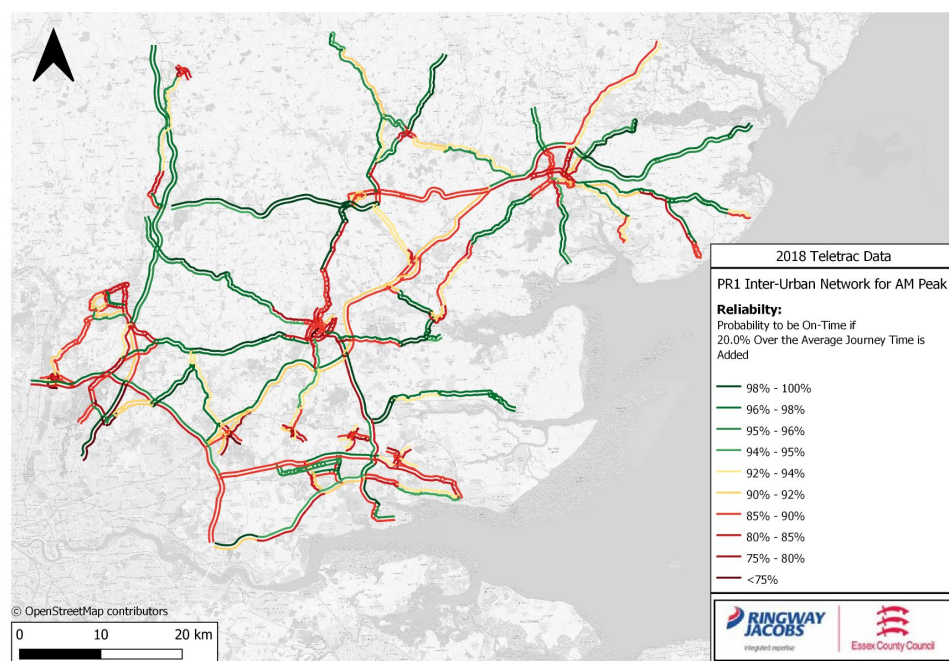 2018 Teletrac Data
PR1 Inter-Urban Network for AM Peak
Reliabilty:
Probability to be On-Time if
20.0% Over the Average Journey Time is
Added
98% - 100%
96% - 98%
95% - 96%
94% - 95%
92% - 94%
90% - 92%
85% - 90%
80% - 85%
75% - 80%
<75%
© OpenStreetMap contributors
0 10 20 km
RINGWAY
JACOBS
integrated expertise
Essex County Council